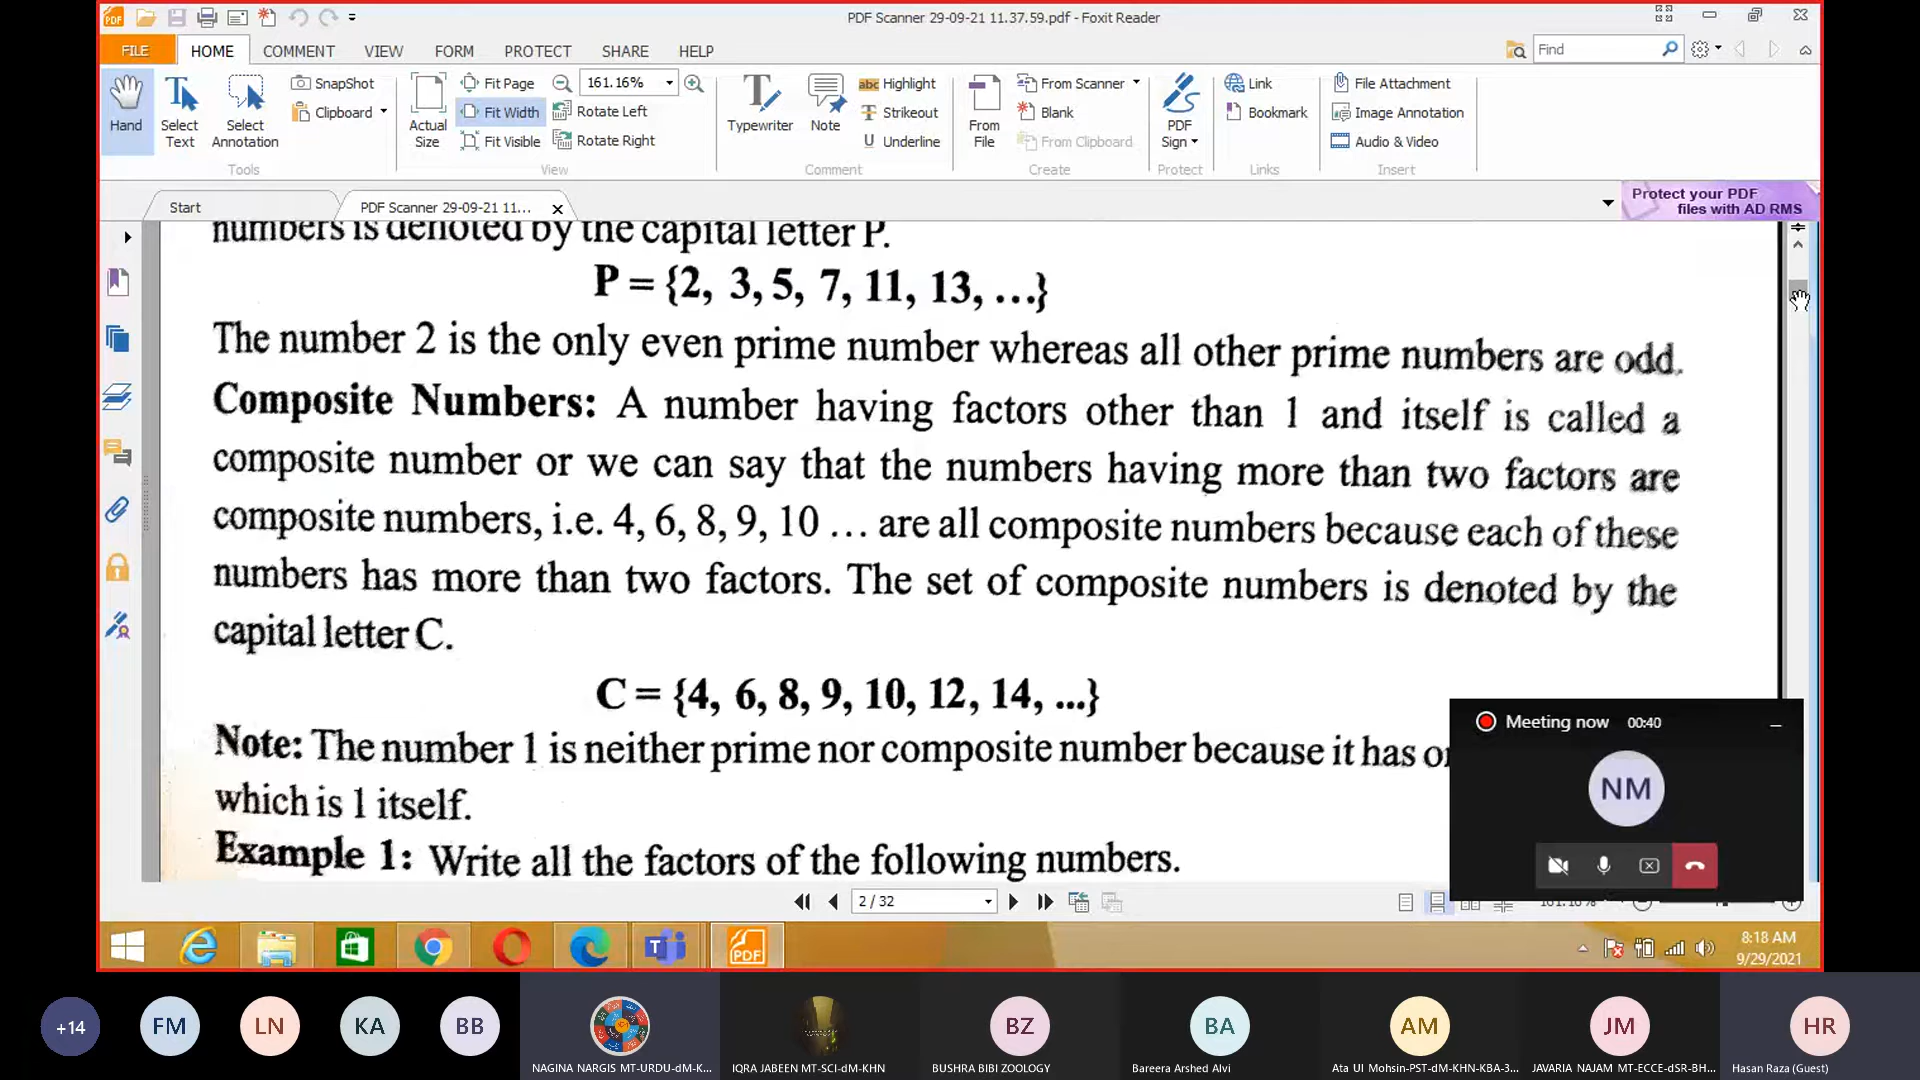 PDF Scanner 29-09-21 11.37.59.pdf - Foxit Reader
FILE HOME COMMENT VIEW FORM PROTECT SHARE HELP Find
Hand
Select Text
Select Annotation
SnapShot
Clipboard
Tools
Actual Size
Fit Page
Fit Width
Fit Visible
161.16%
Rotate Left
Rotate Right
View
Typewriter
Note
abc Highlight
T Strikeout
U Underline
Comment
From File
From Scanner
Blank
From Clipboard
Create
PDF Sign
Protect
Link
Bookmark
Links
File Attachment
Image Annotation
Audio & Video
Insert
Start
PDF Scanner 29-09-21 11...
Protect your PDF
files with AD RMS
numbers is denoted by the capital letter P.
P = {2, 3, 5, 7, 11, 13, ...}
The number 2 is the only even prime number whereas all other prime numbers are odd.
Composite Numbers: A number having factors other than 1 and itself is called a
composite number or we can say that the numbers having more than two factors are
composite numbers, i.e. 4, 6, 8, 9, 10 ... are all composite numbers because each of these
numbers has more than two factors. The set of composite numbers is denoted by the
capital letter C.
C = {4, 6, 8, 9, 10, 12, 14, ...}
Note: The number 1 is neither prime nor composite number because it has
which is 1 itself.
Example 1: Write all the factors of the following numbers.
Meeting now 00:40
NM
2 / 32
PDF
8:18 AM
9/29/2021
+14
FM
LN
KA
BB
NAGINA NARGIS MT-URDU-dM-K...
IQRA JABEEN MT-SCI-dM-KHN
BZ
BUSHRA BIBI ZOOLOGY
BA
Bareera Arshed Alvi
AM
Ata Ul Mohsin-PST-dM-KHN-KBA-3...
JM
JAVARIA NAJAM MT-ECCE-dSR-BH...
HR
Hasan Raza (Guest)